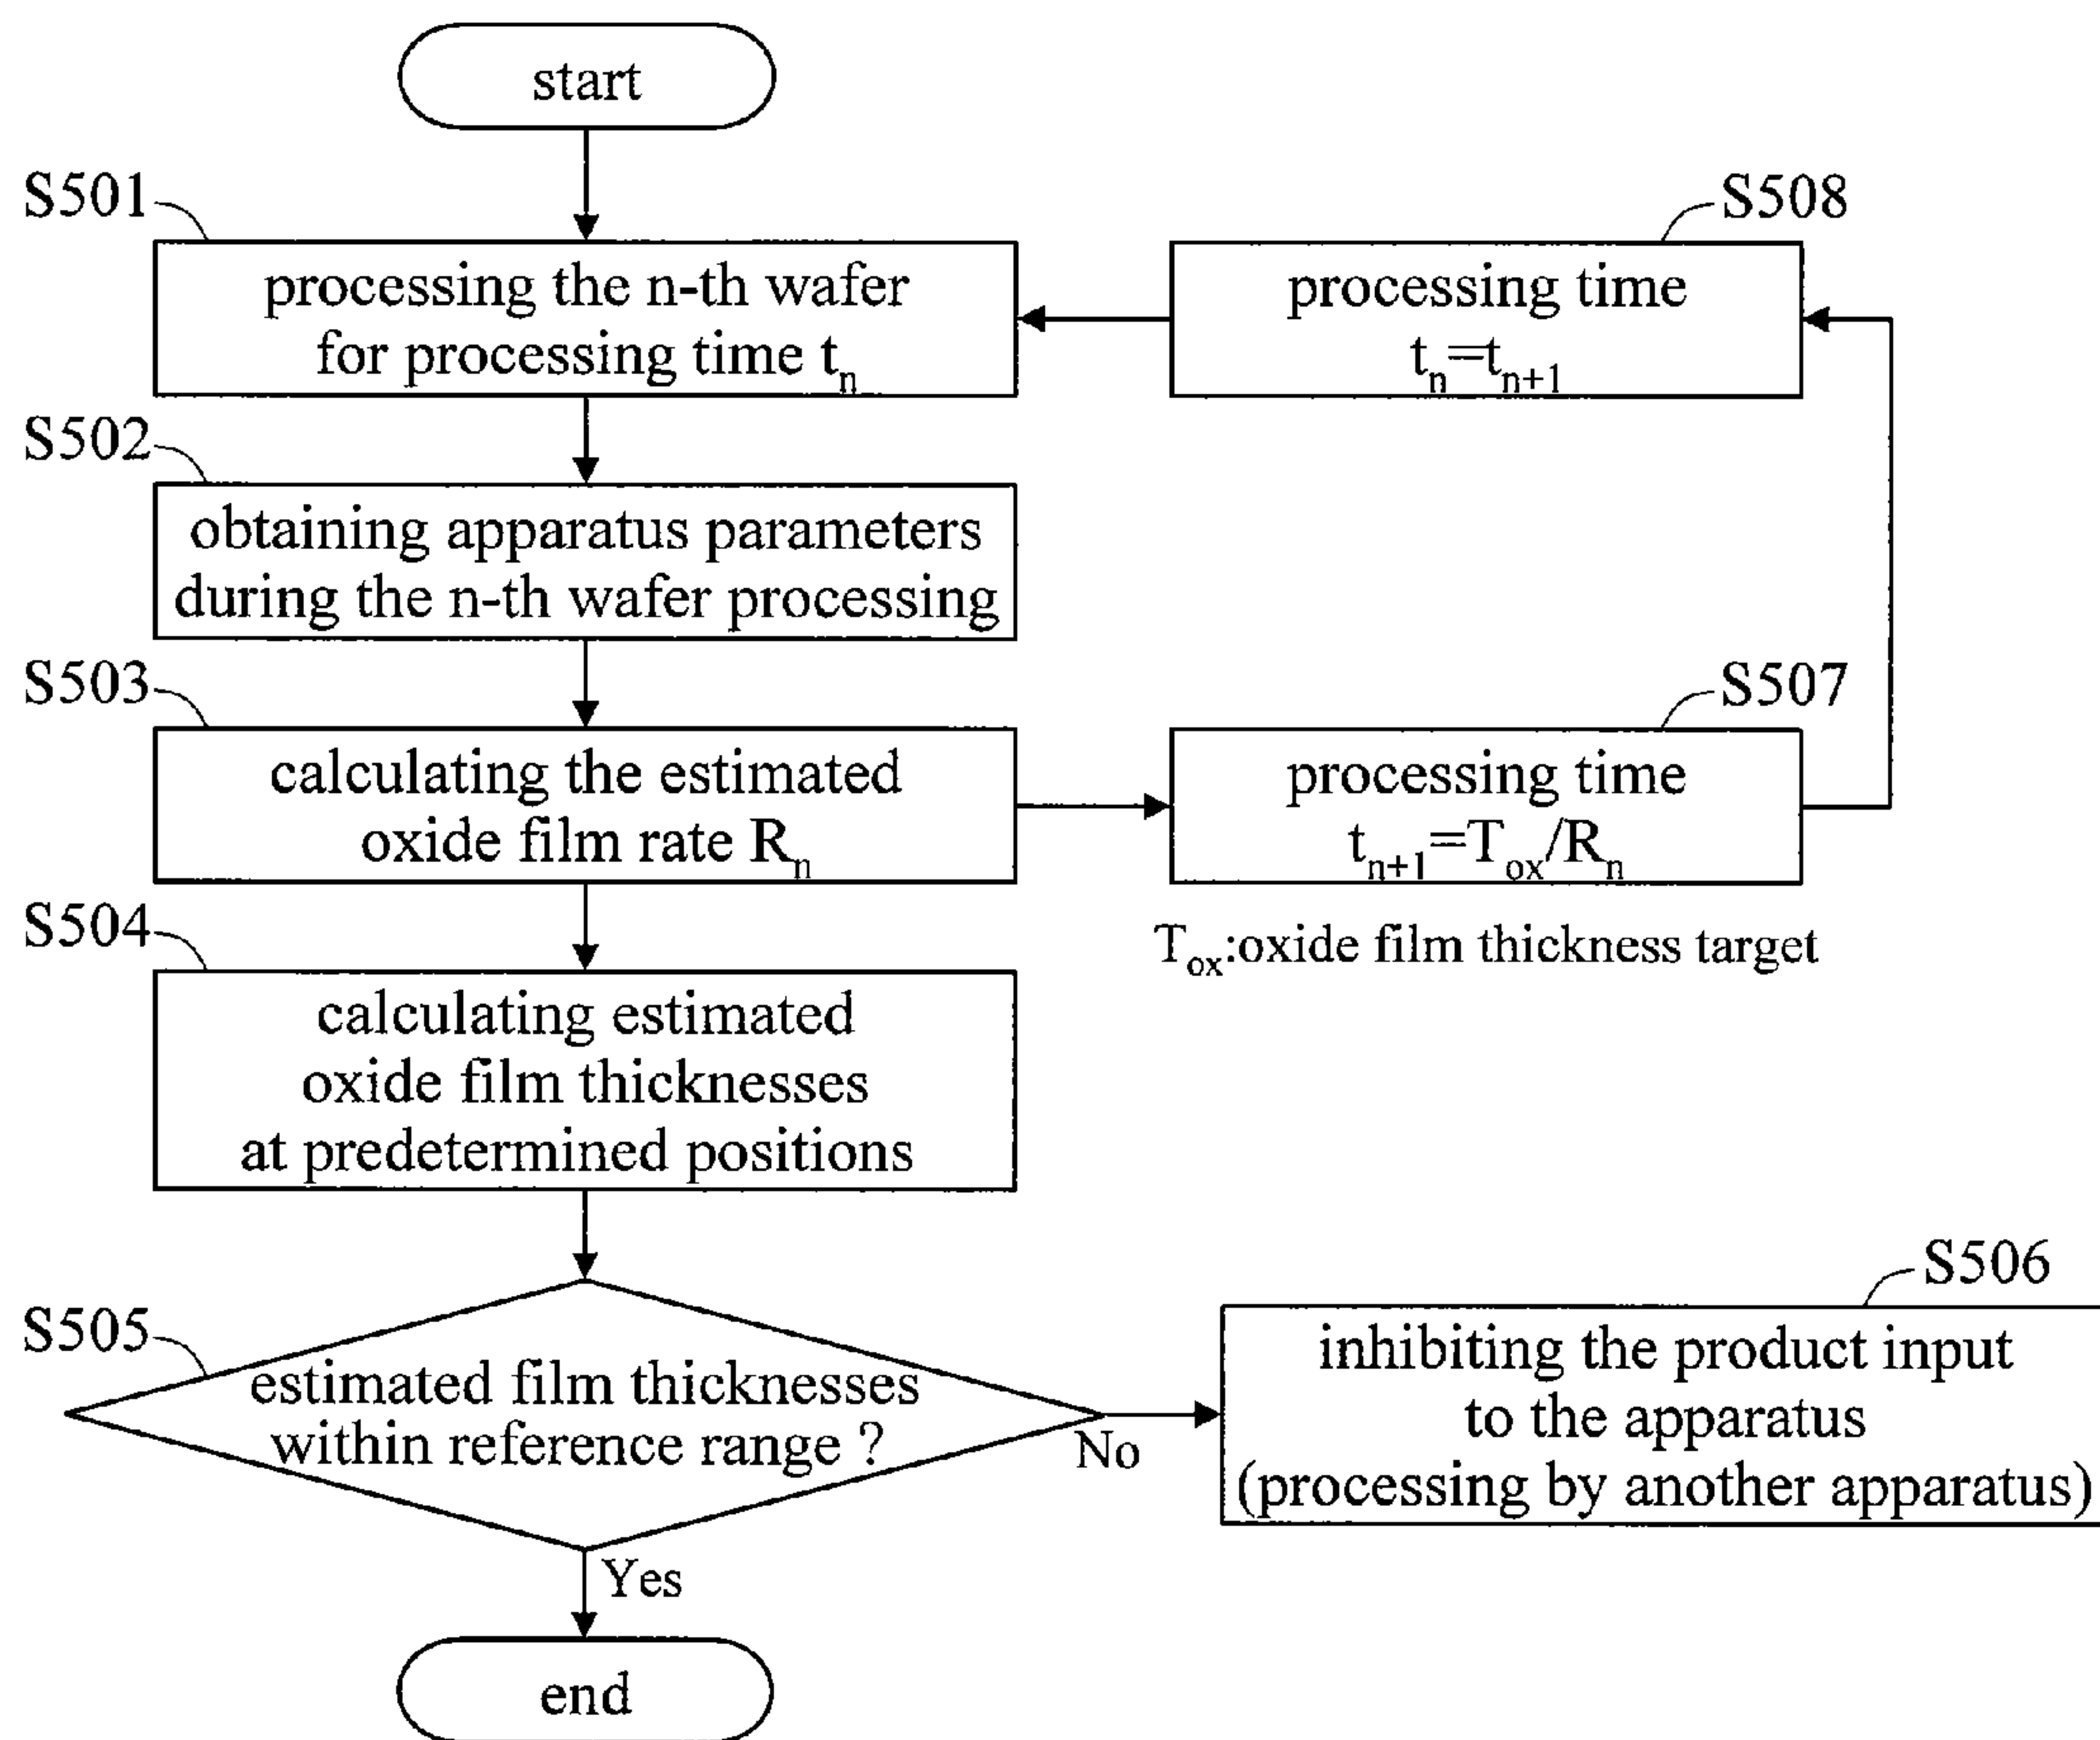 start
S501
processing the n-th wafer
for processing time tn
S508
processing time
tn=tn+1
S502
obtaining apparatus parameters
during the n-th wafer processing
S503
calculating the estimated
oxide film rate Rn
S507
processing time
tn+1=Tox/Rn
Tox:oxide film thickness target
S504
calculating estimated
oxide film thicknesses
at predetermined positions
S505
estimated film thicknesses
within reference range ?
No
S506
inhibiting the product input
to the apparatus
(processing by another apparatus)
Yes
end